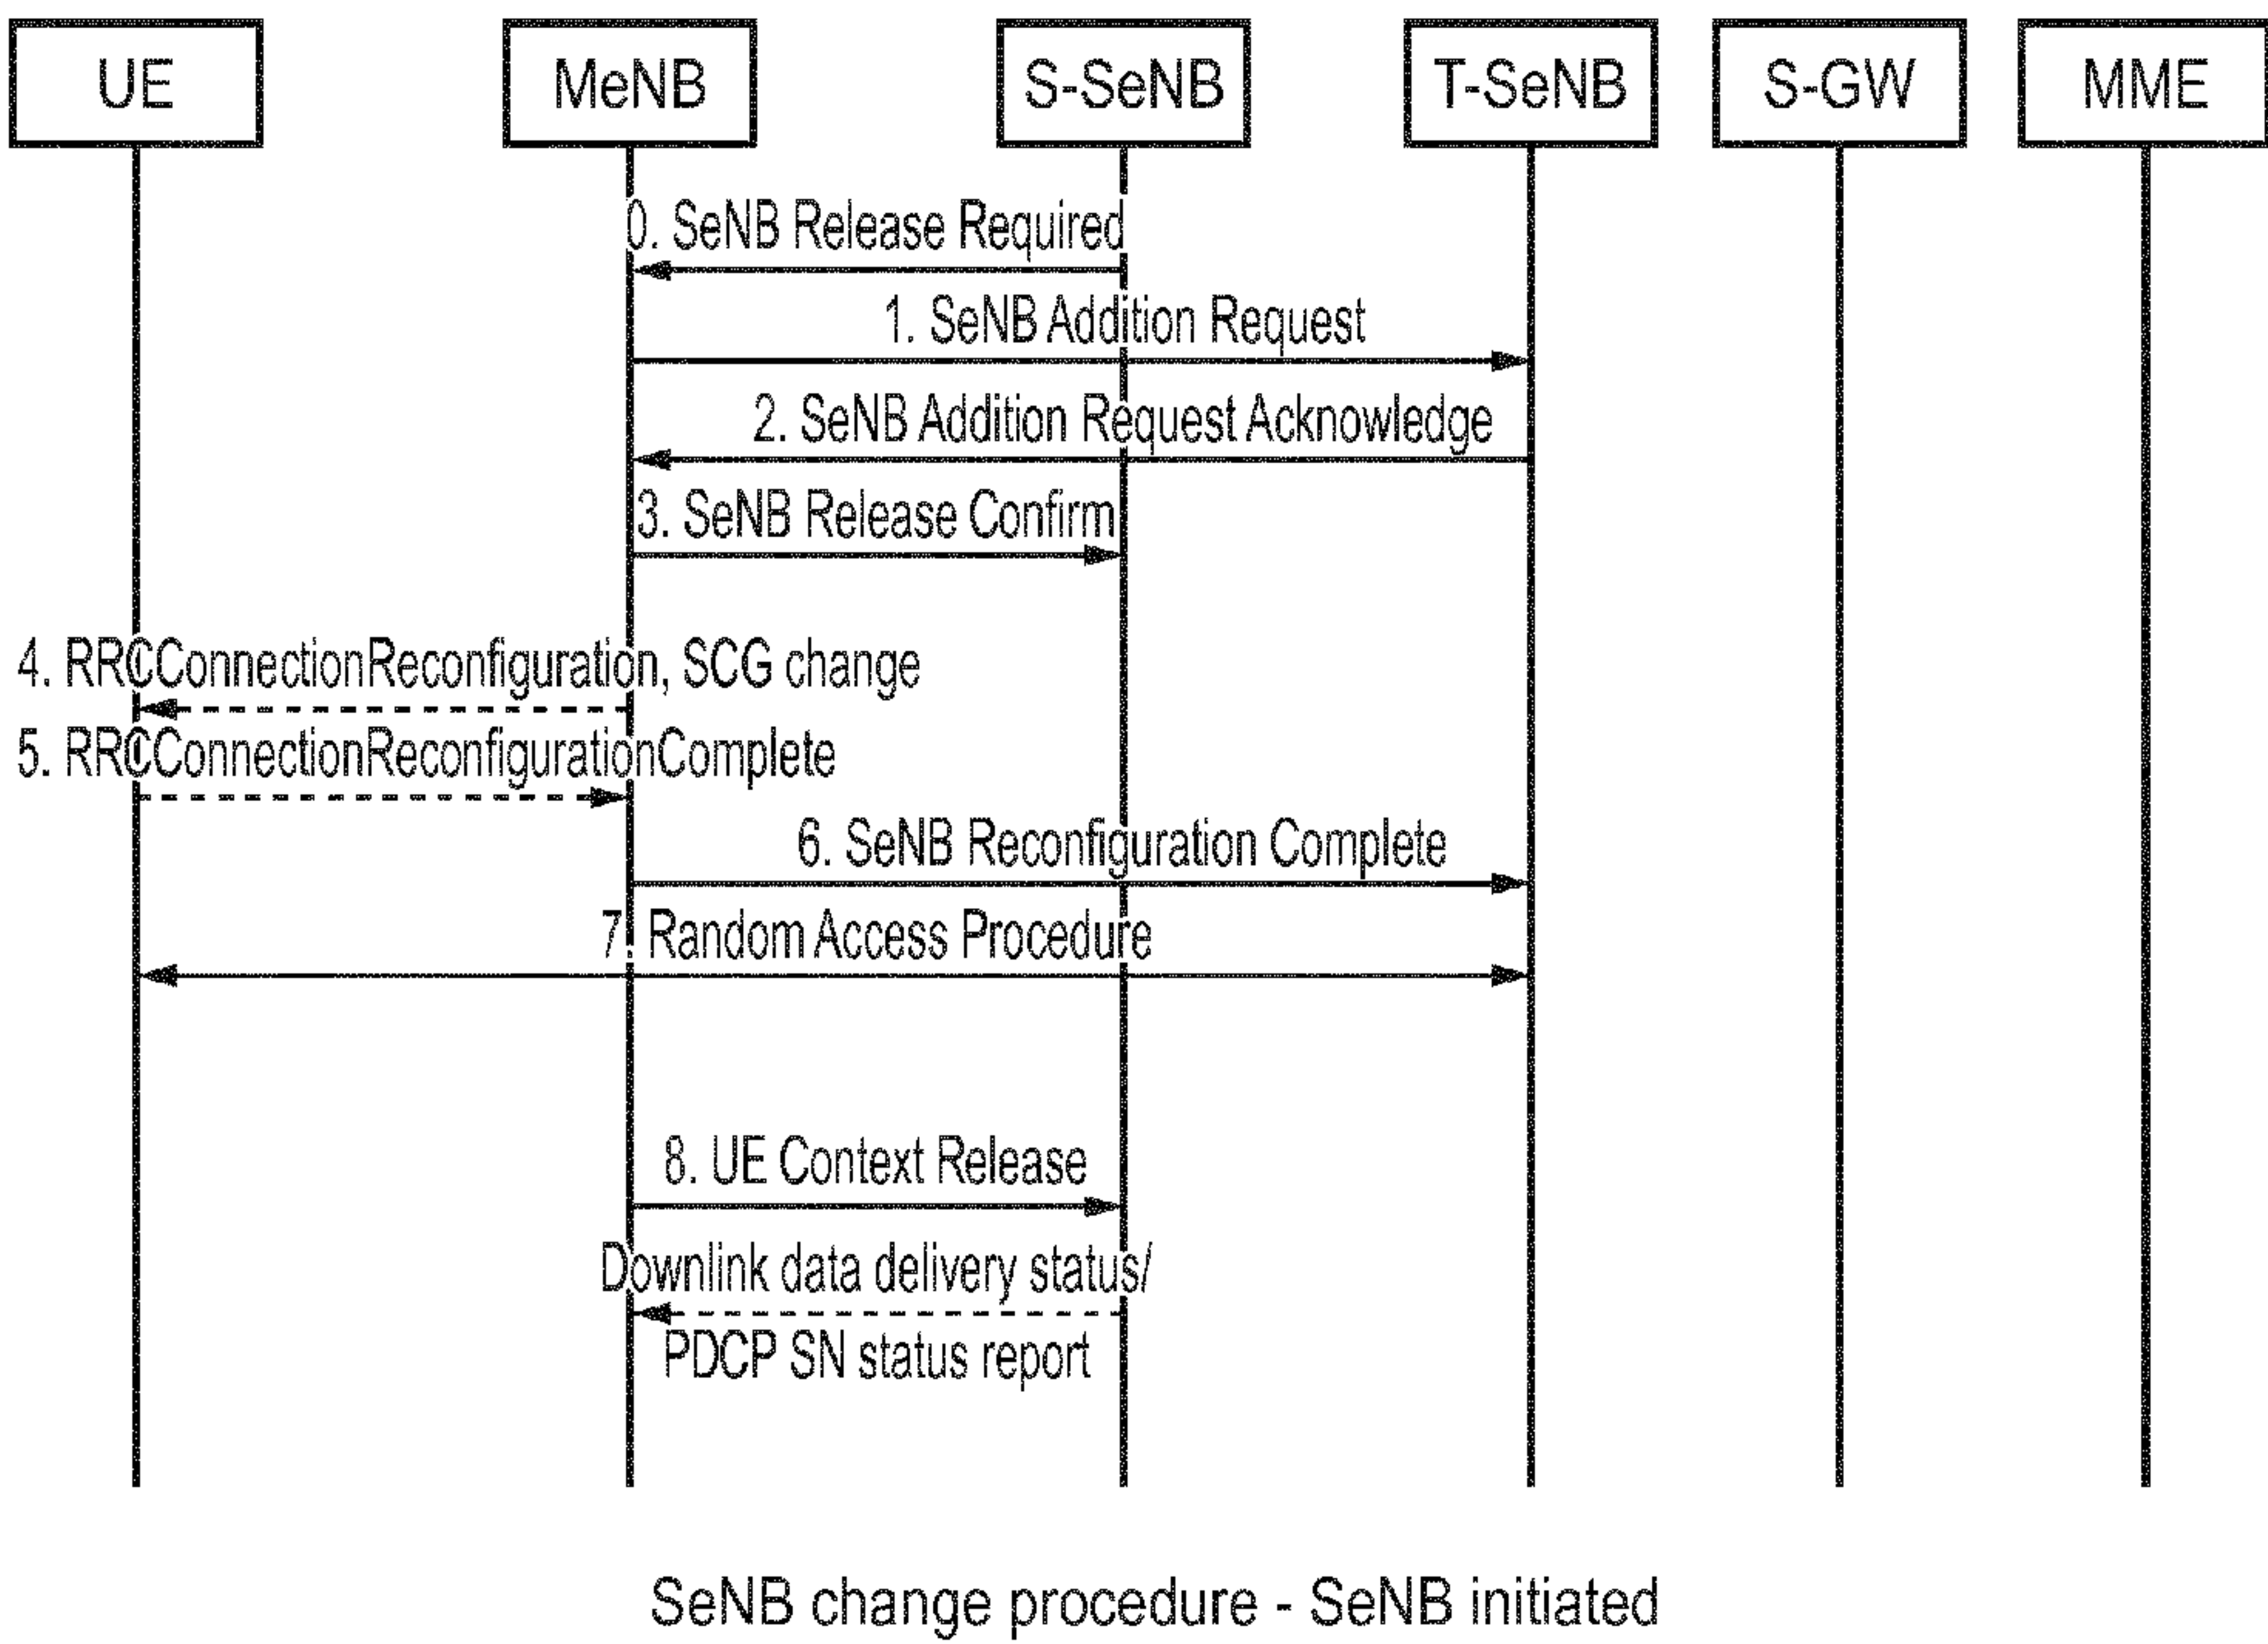 UE
MeNB
S-SeNB
T-SeNB
S-GW
MME
0. SeNB Release Required
1. SeNB Addition Request
2. SeNB Addition Request Acknowledge
3. SeNB Release Confirm
4. RRCConnectionReconfiguration, SCG change
5. RRCConnectionReconfigurationComplete
6. SeNB Reconfiguration Complete
7. Random Access Procedure
8. UE Context Release
Downlink data delivery status/
PDCP SN status report
SeNB change procedure - SeNB initiated